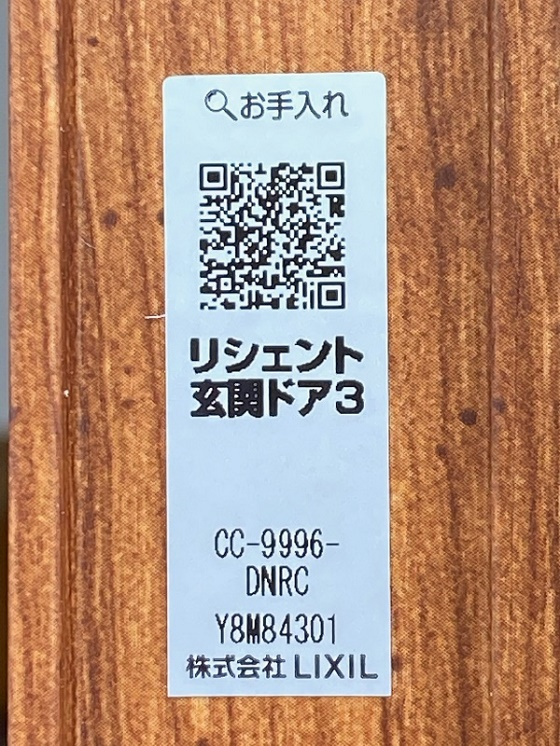 お手入れ
リシェント
玄関ドア3
CC-9996-
DNRC
Y8M84301
株式会社 LIXIL